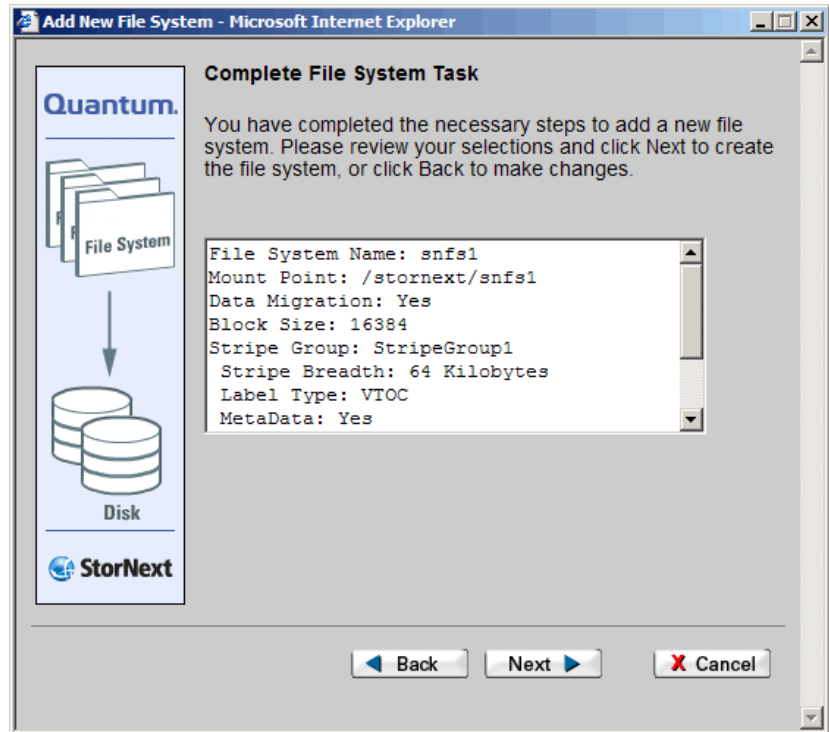 Add New File System - Microsoft Internet Explorer
Quantum.
File System
Disk
StorNext
Complete File System Task
You have completed the necessary steps to add a new file
system. Please review your selections and click Next to create
the file system, or click Back to make changes.
File System Name: snfs1
Mount Point: /stornext/snfs1
Data Migration: Yes
Block Size: 16384
Stripe Group: StripeGroup1
Stripe Breadth: 64 Kilobytes
Label Type: VTOC
MetaData: Yes
Back
Next
X Cancel